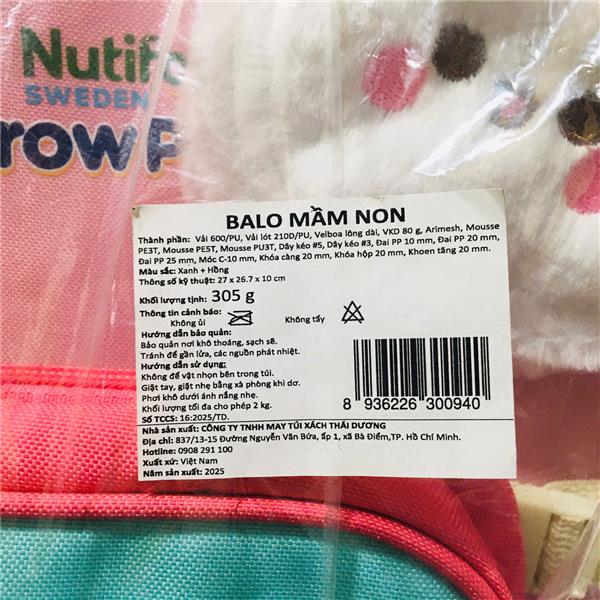 Nutifo
SWEDEN
row P
BALO MẦM NON
Thành phần: Vải 600/PU, Vải lót 210D/PU, Velboa lông dài, VKD 80 g, Arimesh, Mousse
PE3T, Mousse PE5T, Mousse PU3T, Dây kéo #5, Dây kéo #3, Đai PP 10 mm, Đai PP 20 mm,
Đai PP 25 mm, Móc C-10 mm, Khóa càng 20 mm, Khóa hộp 20 mm, Khoen tăng 20 mm.
Màu sắc: Xanh + Hồng
Thông số kỹ thuật: 27 x 26.7 x 10 cm
Khối lượng tịnh: 305 g
Thông tin cảnh báo:
Không ủi Không tẩy
Hướng dẫn bảo quản:
Bảo quản nơi khô thoáng, sạch sẽ.
Tránh để gần lửa, các nguồn phát nhiệt.
Hướng dẫn sử dụng:
Không để vật nhọn bên trong túi.
Giặt tay, giặt nhẹ bằng xà phòng khi dơ.
Phơi khô dưới ánh nắng nhẹ.
Khối lượng tối đa cho phép 2 kg.
Số TCCS: 16:2025/TD.
8 936226 300940
Nhà sản xuất: CÔNG TY TNHH MAY TÚI XÁCH THÁI DƯƠNG
Địa chỉ: 837/13-15 Đường Nguyễn Văn Bứa, ấp 1, xã Bà Điểm,TP. Hồ Chí Minh.
Hotline: 0908 291 100
Xuất xứ: Việt Nam
Năm sản xuất: 2025